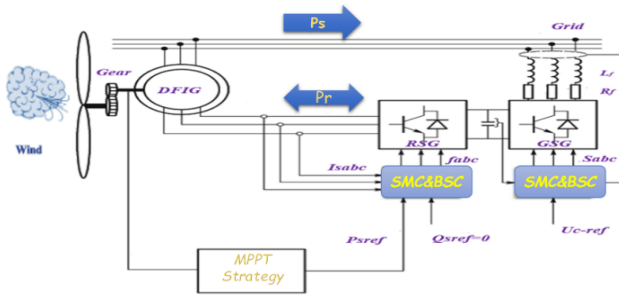 Ps
Grid
Gear
DFIG
Lf
Rf
Pr
Wind
RSG
GSG
Isabc
fabc
Sabc
SMC&BSC
SMC&BSC
Psref
Qsref=0
Uc-ref
MPPT
Strategy